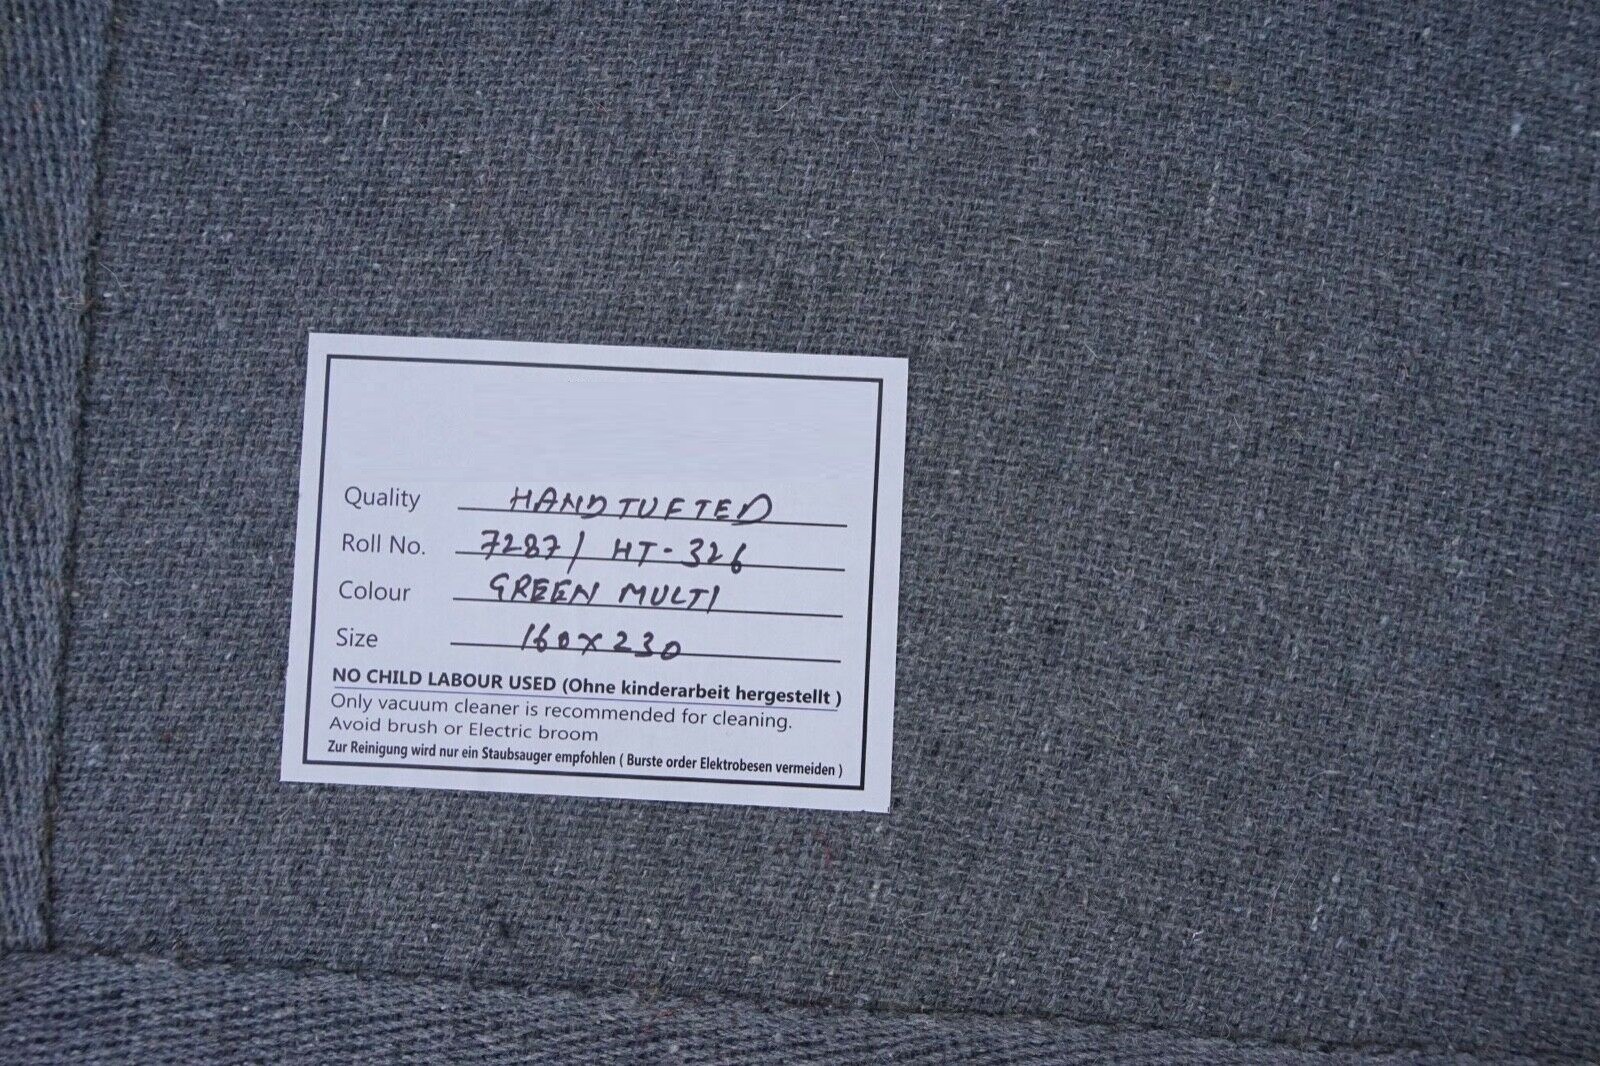 Quality HAND TUFTED
Roll No. 7287/ HT-326
Colour GREEN MULTI
Size 160x230
NO CHILD LABOUR USED (Ohne kinderarbeit hergestellt )
Only vacuum cleaner is recommended for cleaning.
Avoid brush or Electric broom
Zur Reinigung wird nur ein Staubsauger empfohlen ( Burste order Elektrobesen vermeiden )